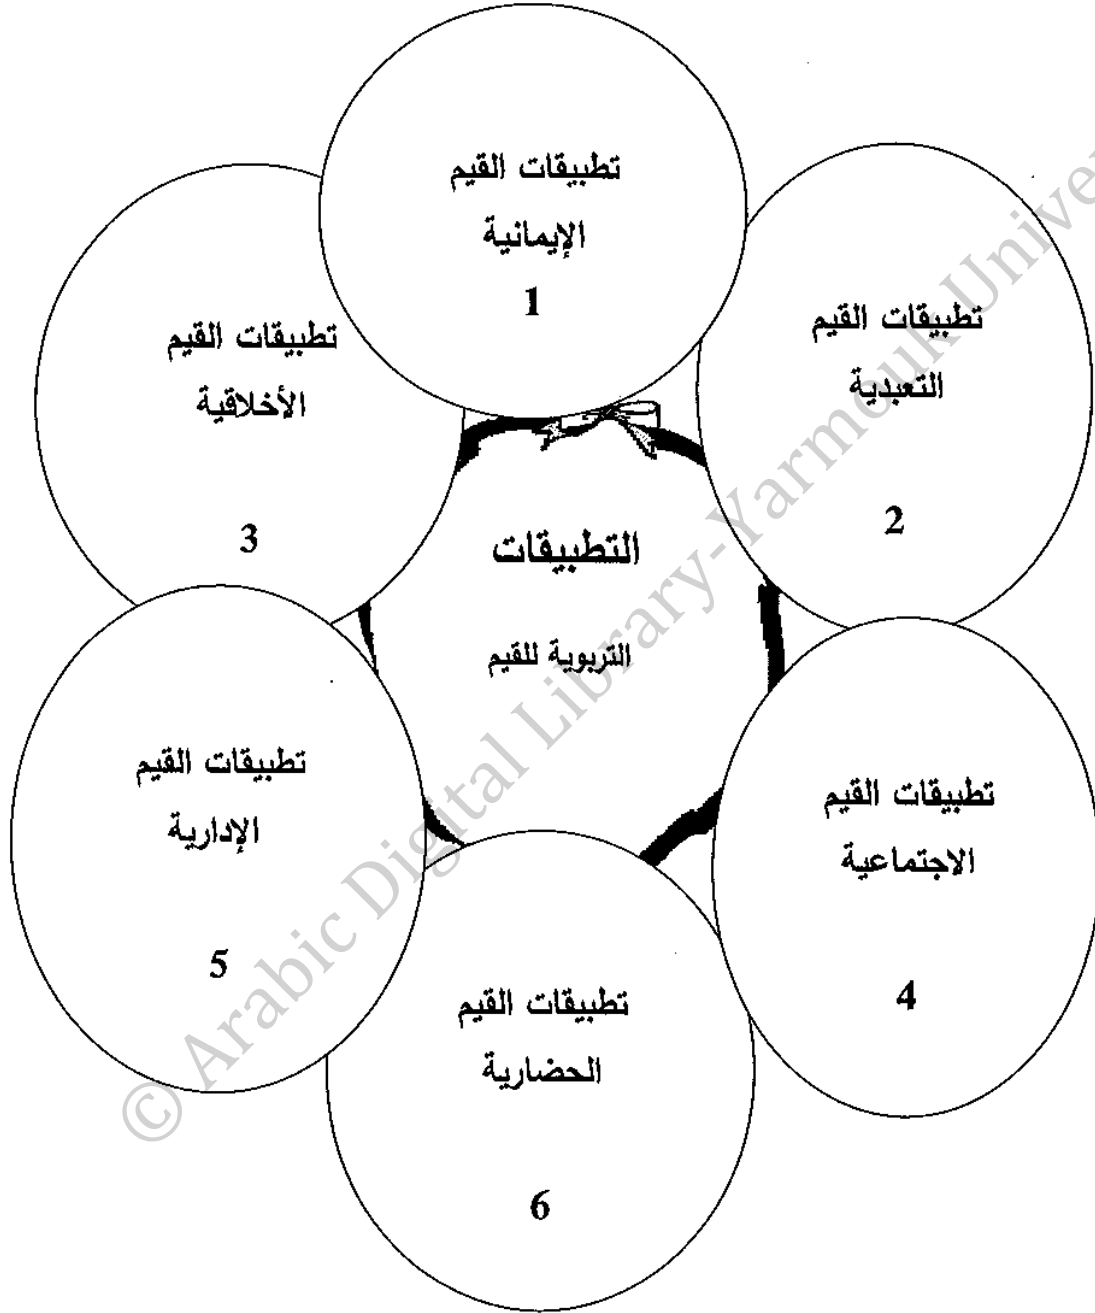 تطبيقات القيم
الإيمانية
1
تطبيقات القيم
التعبدية
2
تطبيقات القيم
الأخلاقية
3
التطبيقات
التربوية للقيم
تطبيقات القيم
الاجتماعية
4
تطبيقات القيم
الإدارية
5
تطبيقات القيم
الحضارية
6
© Arabic Digital Library-Yarmouk